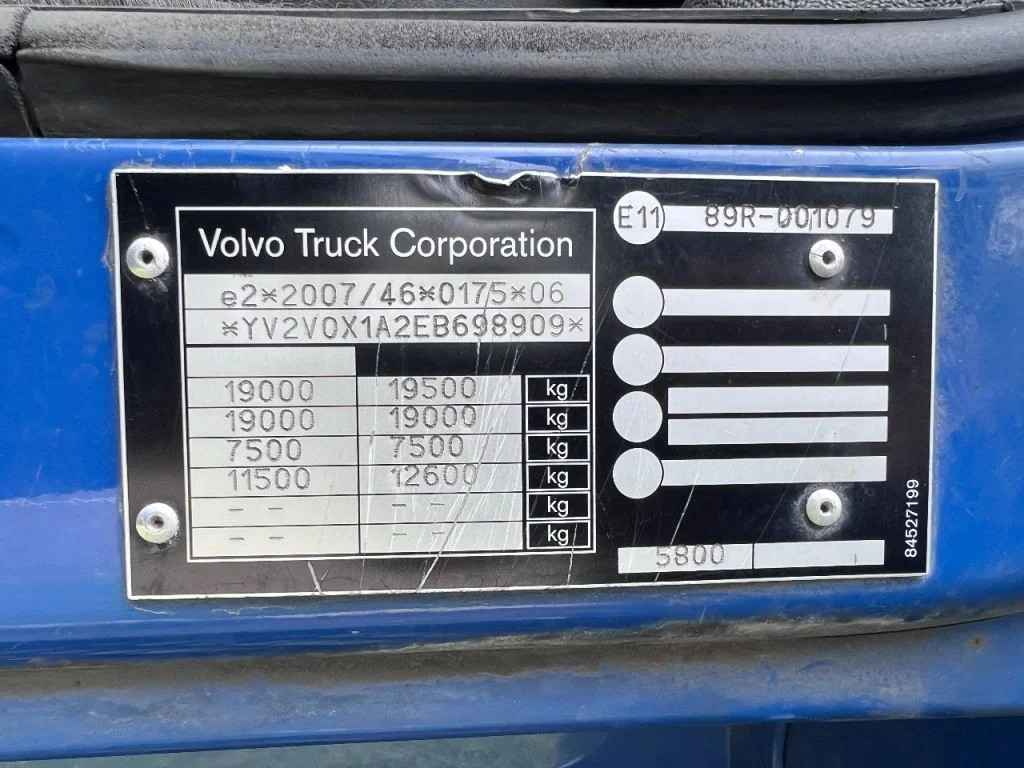 Volvo Truck Corporation
e2*2007/46*0175*06
*YV2V0X1A2EB698909*
19000 19500 kg
19000 19000 kg
7500 7500 kg
11500 12600 kg
- - - - kg
- - - - kg
E11 89R-001079
5800
84527199